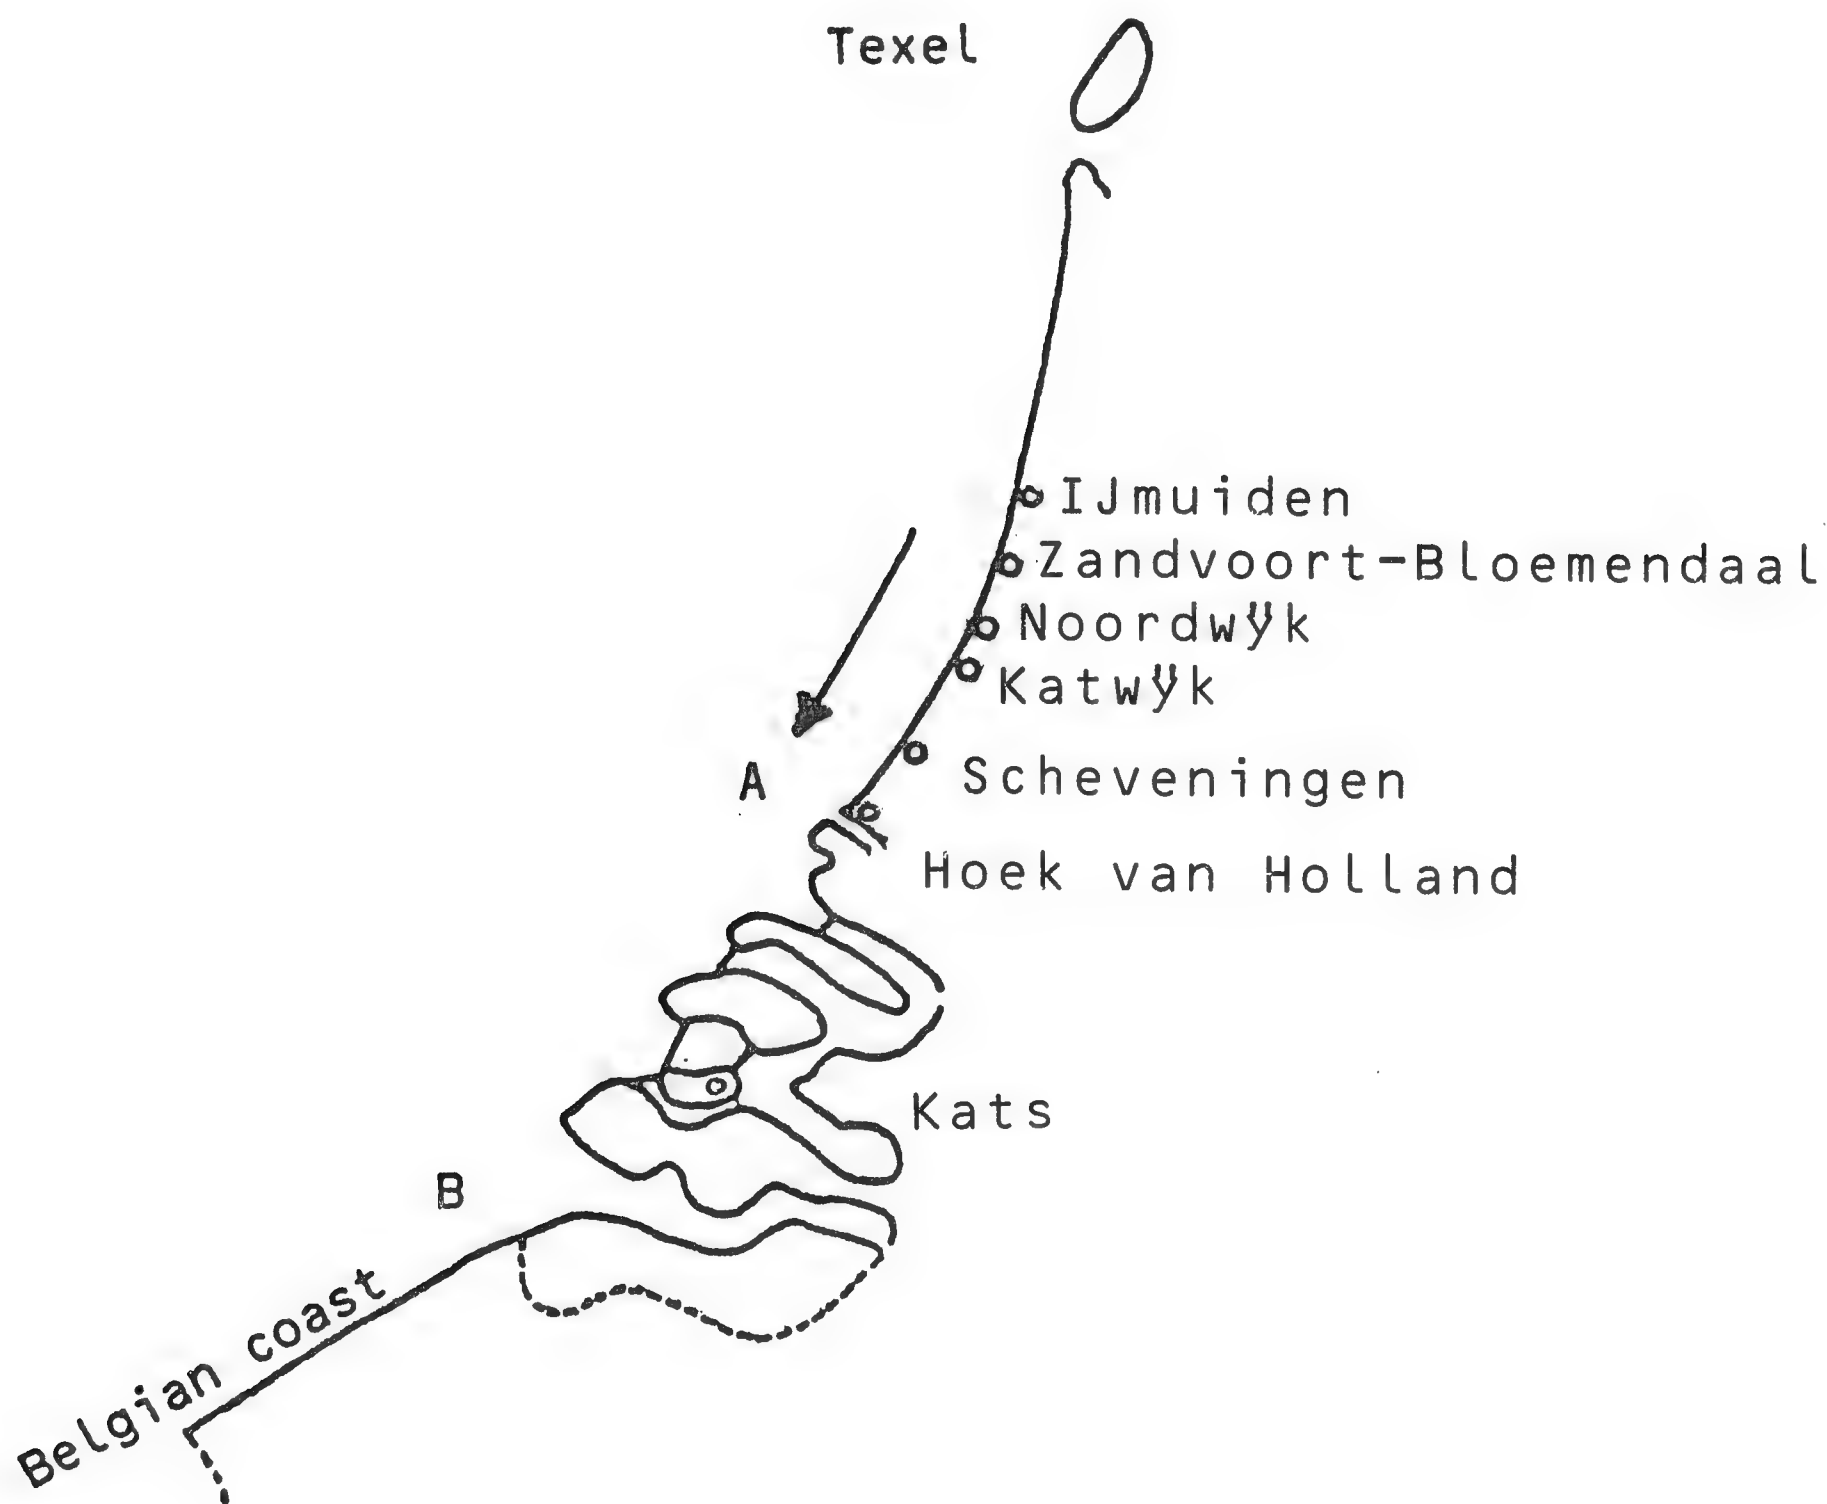 Texel
IJmuiden
Zandvoort-Bloemendaal
Noordwÿk
Katwÿk
A
Scheveningen
Hoek van Holland
Kats
B
Belgian coast